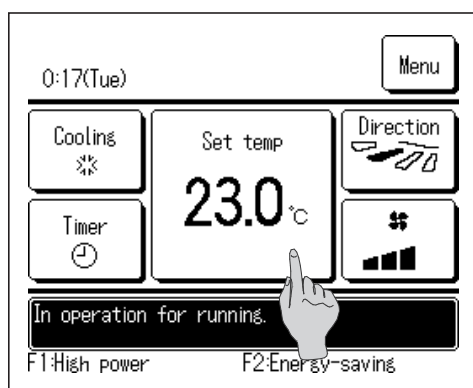 0:17(Tue)
Menu
Cooling
Set temp
Direction
23.0 °C
Timer
In operation for running.
F1:High power F2:Energy-saving